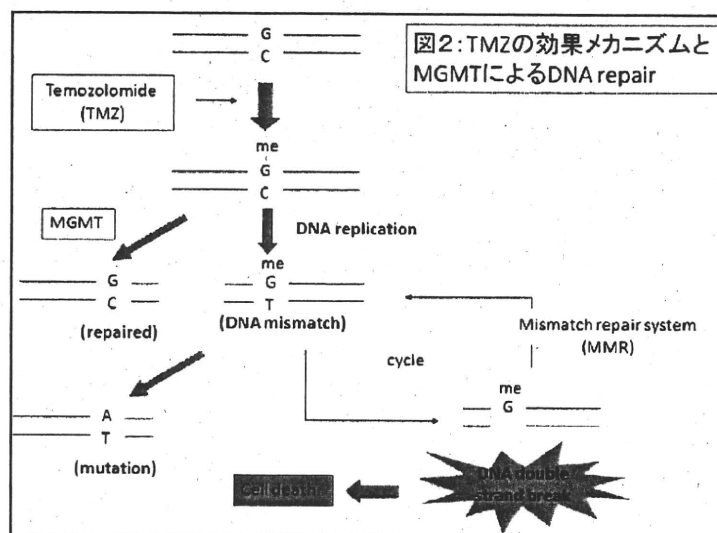 図2:TMZの効果メカニズムと
MGMTによるDNA repair
G
C
Temozolomide
(TMZ)
me
G
C
MGMT
DNA replication
G
C
(repaired)
me
G
T
(DNA mismatch)
Mismatch repair system
(MMR)
cycle
me
G
A
T
(mutation)
DNA double
strand break
Cell death